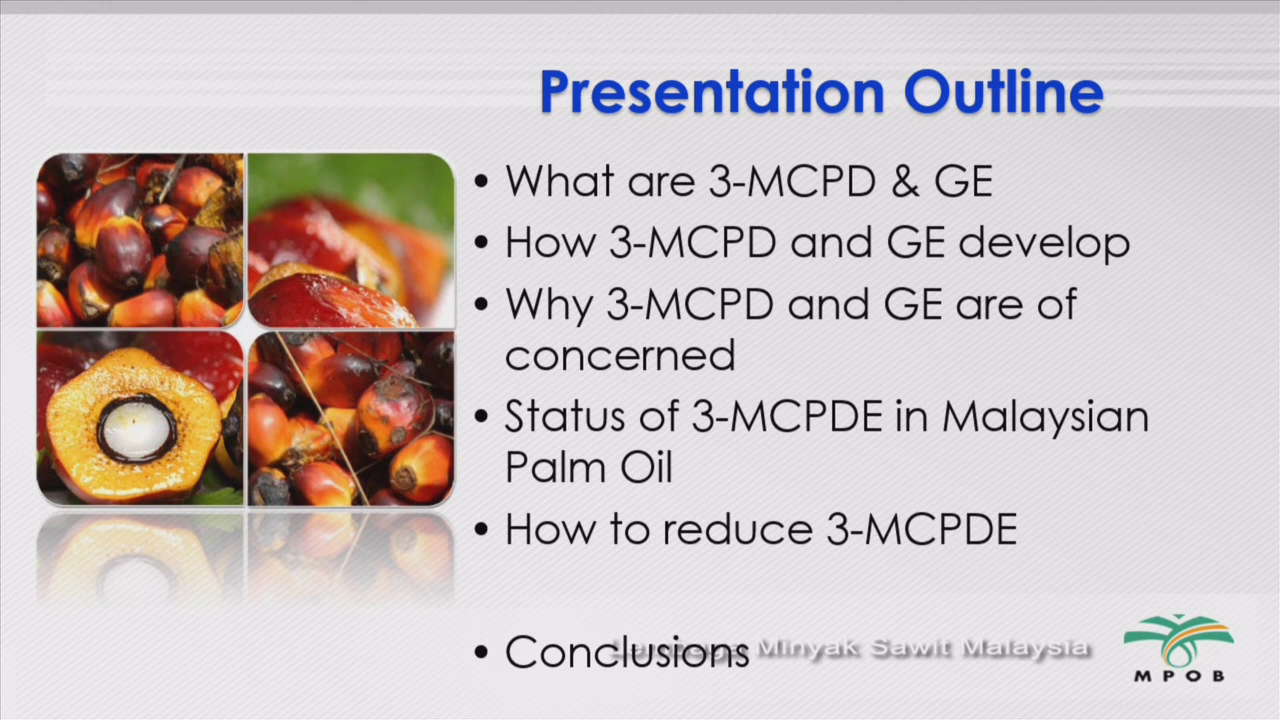 Presentation Outline
• What are 3-MCPD & GE
• How 3-MCPD and GE develop
• Why 3-MCPD and GE are of
concerned
• Status of 3-MCPDE in Malaysian
Palm Oil
• How to reduce 3-MCPDE
• Conclusions
Minyak Sawit Malaysia
MPOB